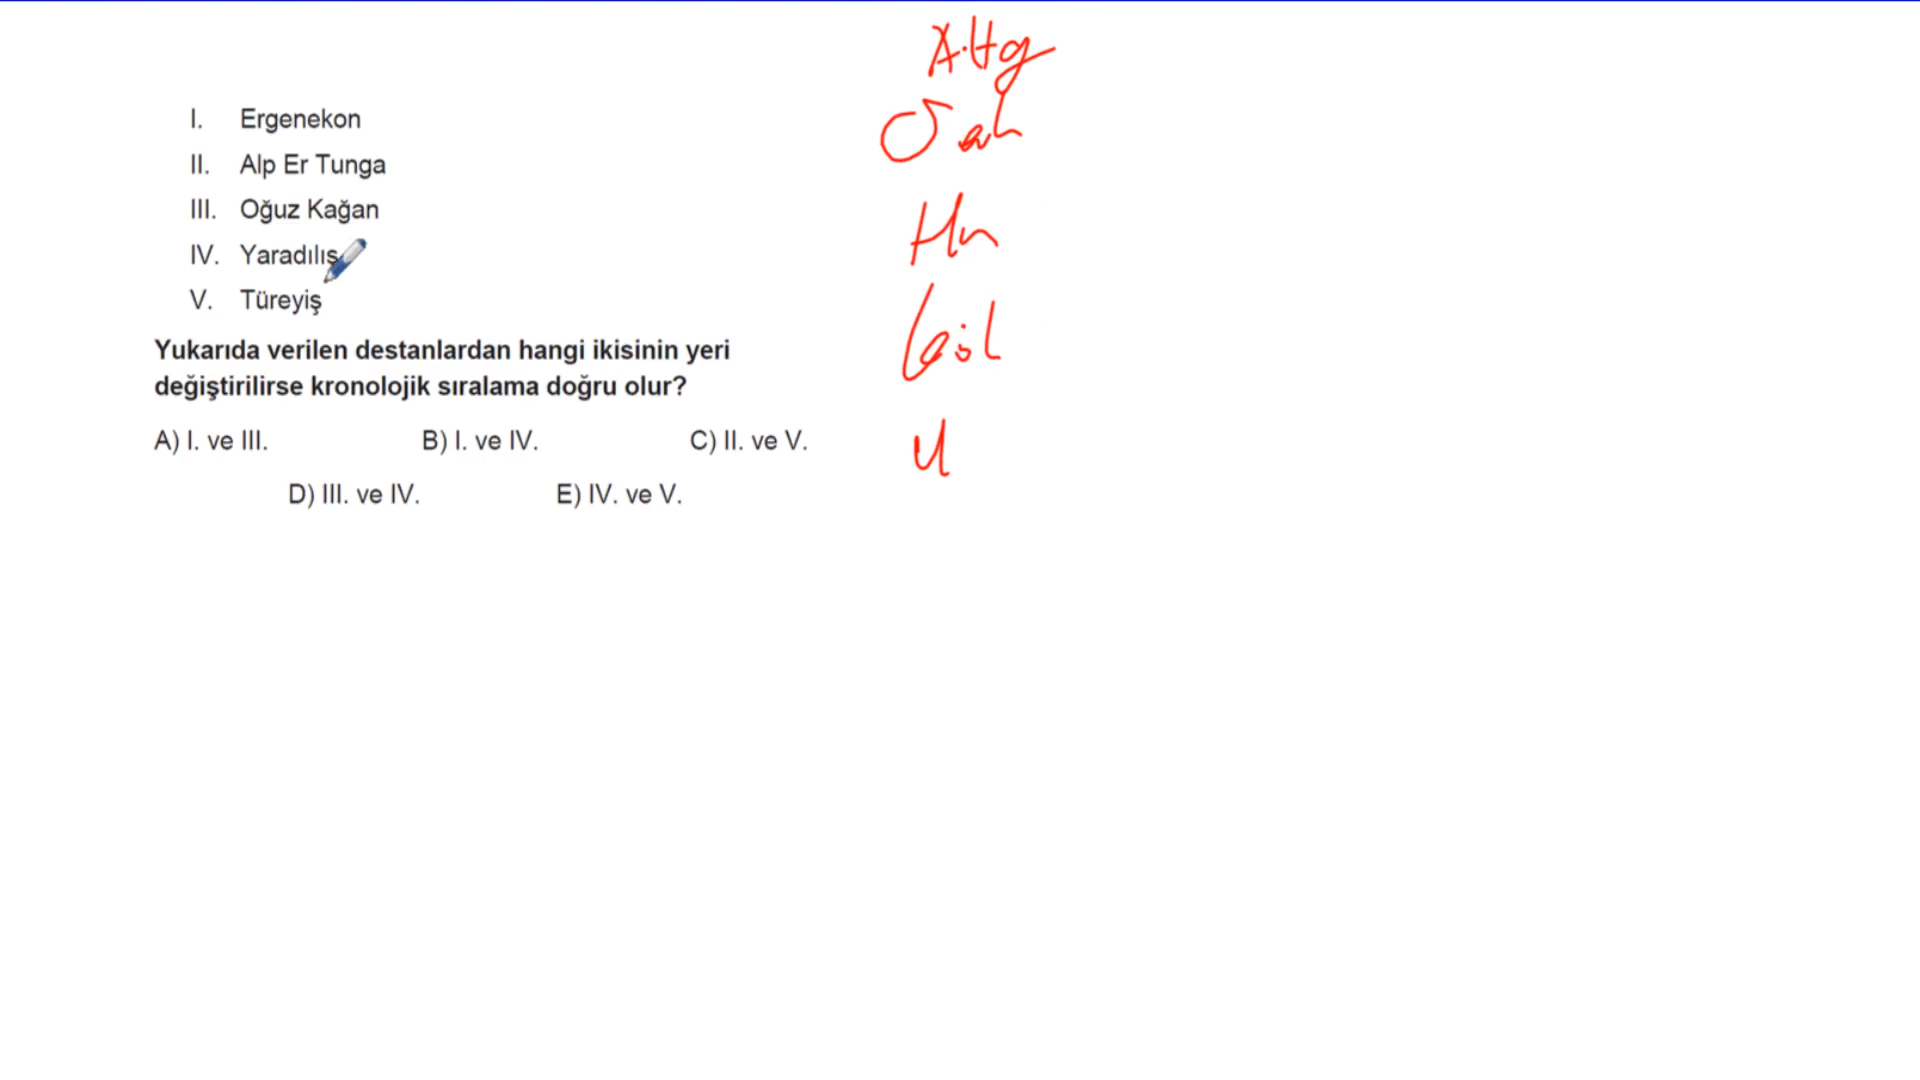 I. Ergenekon
II. Alp Er Tunga
III. Oğuz Kağan
IV. Yaradılış
V. Türeyiş
Yukarıda verilen destanlardan hangi ikisinin yeri
değiştirilirse kronolojik sıralama doğru olur?
A) I. ve III. B) I. ve IV. C) II. ve V.
D) III. ve IV. E) IV. ve V.